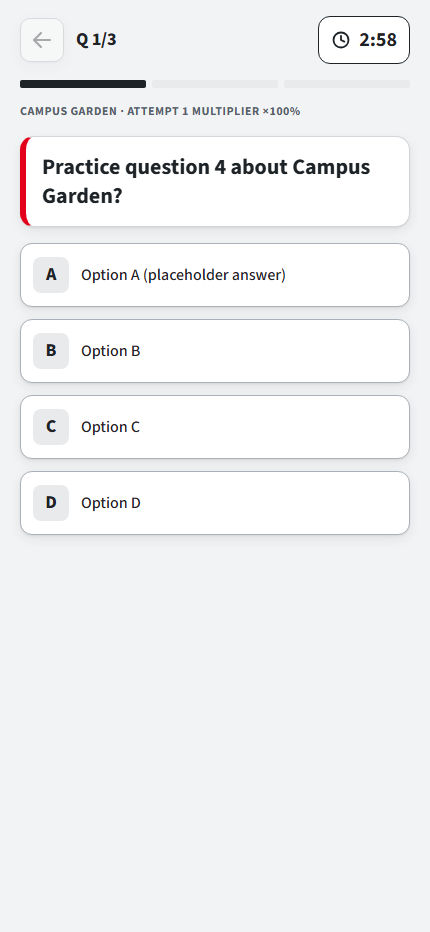 Q 1/3
2:58
CAMPUS GARDEN · ATTEMPT 1 MULTIPLIER ×100%
Practice question 4 about Campus
Garden?
A Option A (placeholder answer)
B Option B
C Option C
D Option D